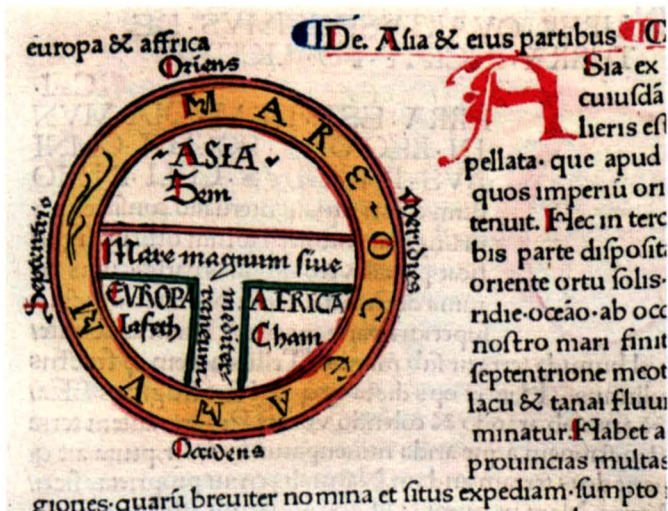 europa & affrica
De. Asia & eius partibus
Oriens
MARE OCEANVM
ASIA
Sem
Mare magnum siue
mediterraneum
EVROPA
Iafeth
AFRICA
Cham
Septentrio
Meridies
Occidens
ASia ex
cuiusdā
lieris eſt
pellata· que apud
quos imperiū ori
tenuit. Hec in terc
bis parte diſpoſit
oriente ortu ſolis·
ridie·oceāo·ab occ
noſtro mari finit
ſeptentrione meot
lacu & tanai fluui
minatur. Habet a
prouincias multas
giones·quarū breuiter nomina et ſitus expediam·ſumpto